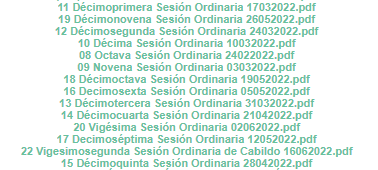 11 Décimoprimera Sesión Ordinaria 17032022.pdf
19 Décimonovena Sesión Ordinaria 26052022.pdf
12 Décimosegunda Sesión Ordinaria 24032022.pdf
10 Décima Sesión Ordinaria 10032022.pdf
08 Octava Sesión Ordinaria 24022022.pdf
09 Novena Sesión Ordinaria 03032022.pdf
18 Décimoctava Sesión Ordinaria 19052022.pdf
16 Decimosexta Sesión Ordinaria 05052022.pdf
13 Décimotercera Sesión Ordinaria 31032022.pdf
14 Décimocuarta Sesión Ordinaria 21042022.pdf
20 Vigésima Sesión Ordinaria 02062022.pdf
17 Decimoséptima Sesión Ordinaria 12052022.pdf
22 Vigesimosegunda Sesión Ordinaria de Cabildo 16062022.pdf
15 Décimoquinta Sesión Ordinaria 28042022.pdf